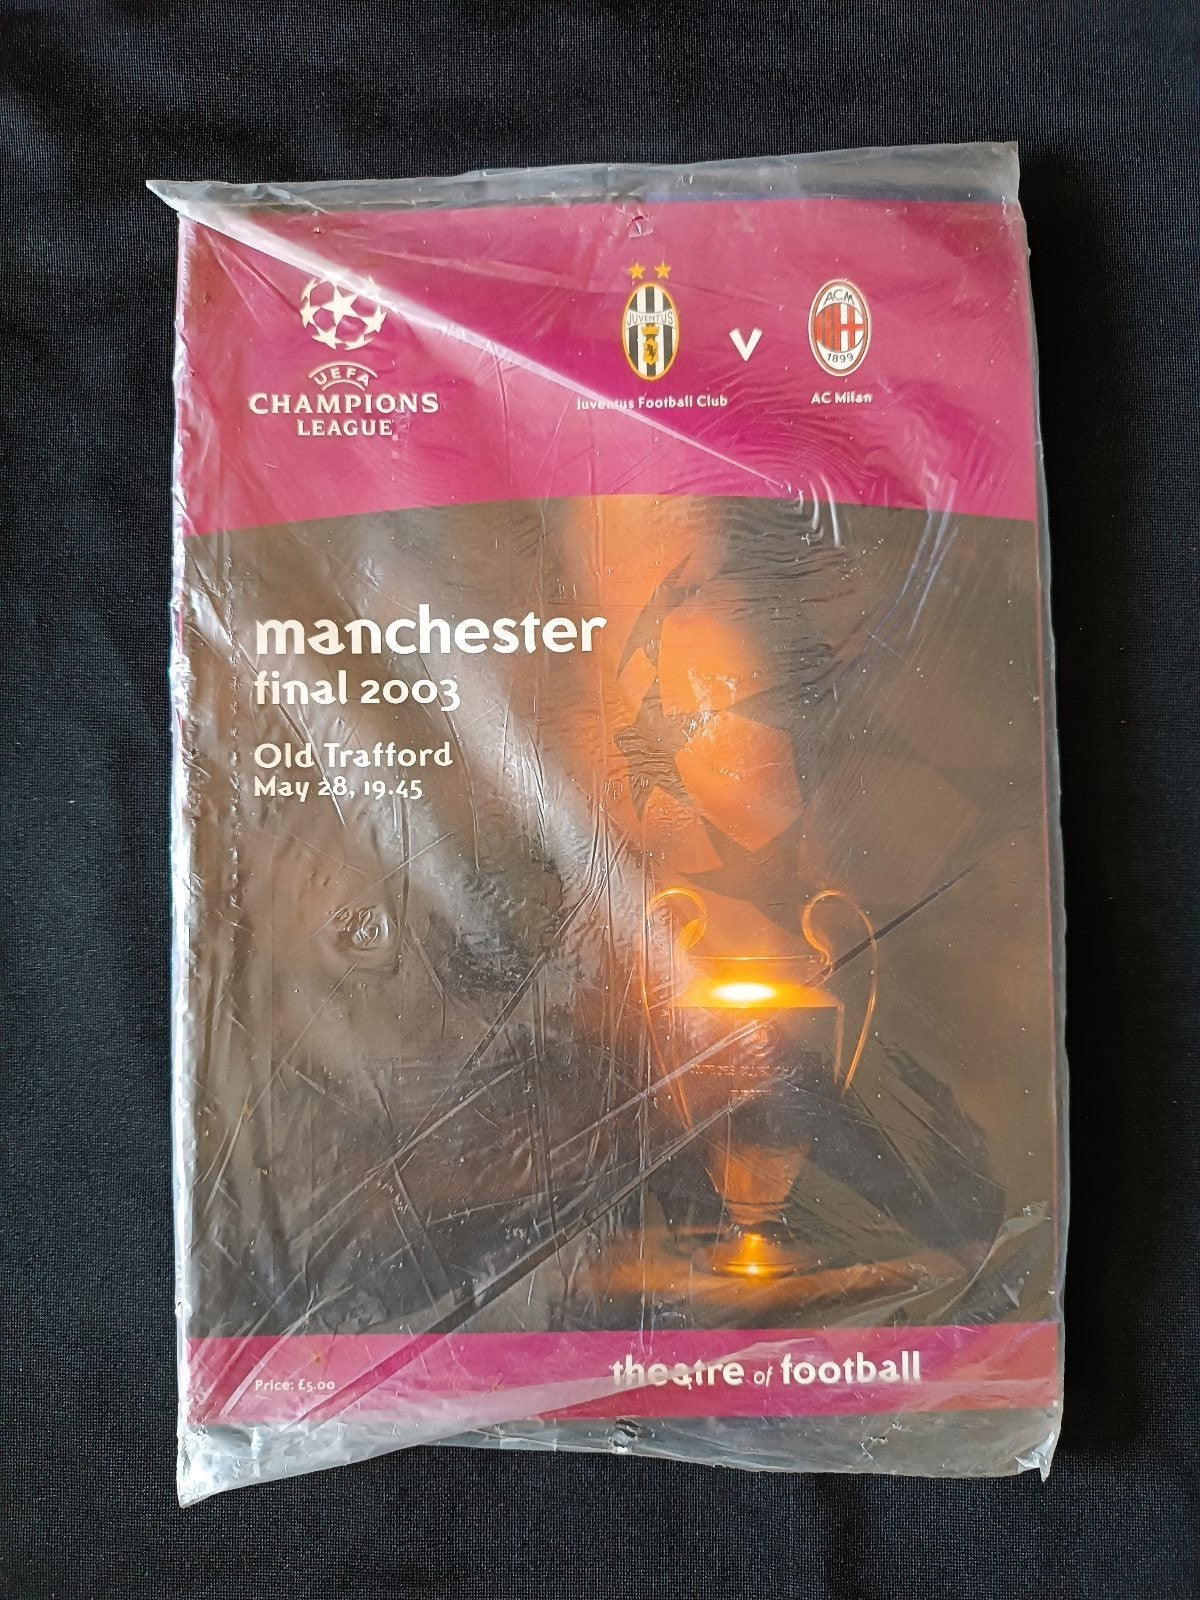 UEFA
CHAMPIONS
LEAGUE
JUVENTUS
v
ACM
1899
Juventus Football Club
AC Milan
manchester
final 2003
Old Trafford
May 28, 19.45
Price: £5.00
theatre of football